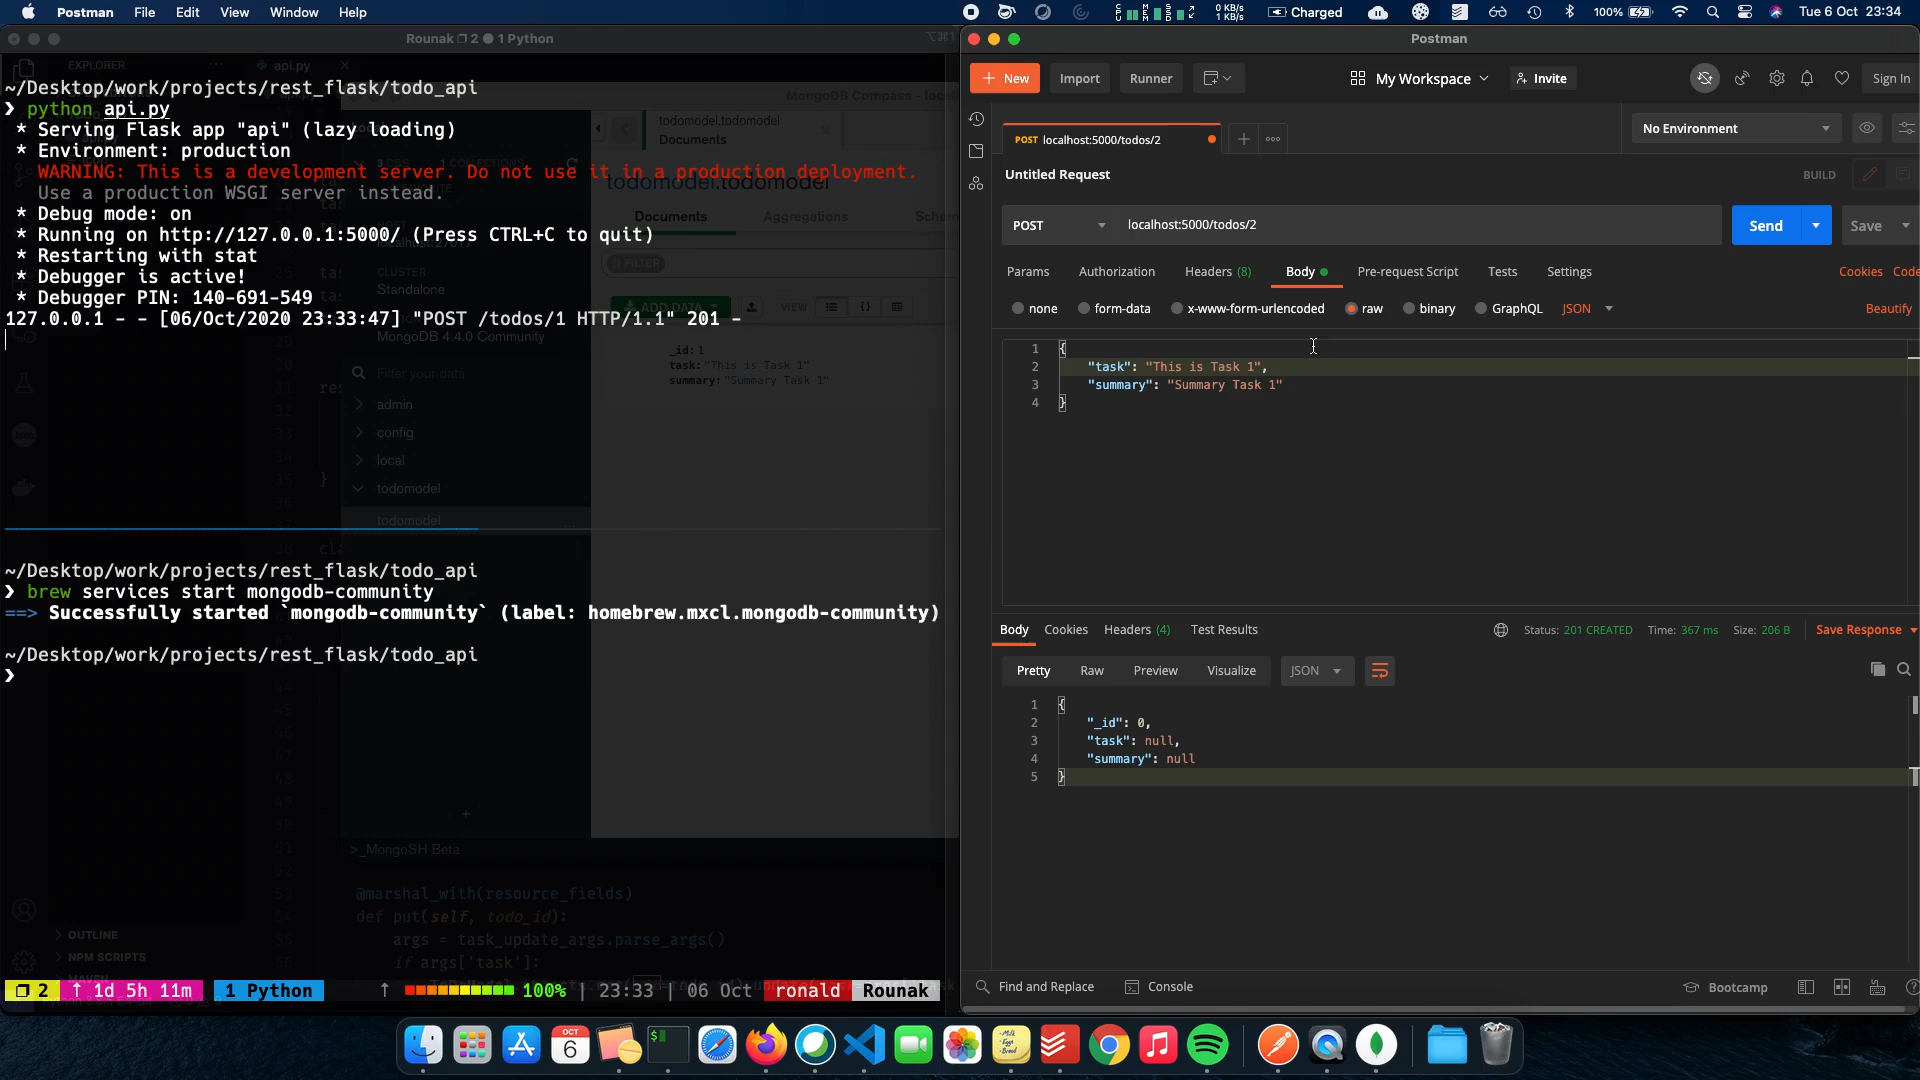 Postman File Edit View Window Help
0 KB/s
1 KB/s
Charged
100%
Tue 6 Oct 23:34
Rounak 2 1 Python
⌥⌘1
EXPLORER
api.py
~/Desktop/work/projects/rest_flask/todo_api
❯ python api.py
* Serving Flask app "api" (lazy loading)
* Environment: production
WARNING: This is a development server. Do not use it in a production deployment.
Use a production WSGI server instead.
* Debug mode: on
* Running on http://127.0.0.1:5000/ (Press CTRL+C to quit)
* Restarting with stat
* Debugger is active!
* Debugger PIN: 140-691-549
127.0.0.1 - - [06/Oct/2020 23:33:47] "POST /todos/1 HTTP/1.1" 201 -
MongoDB Compass - local
todomodel.todomodel
Documents
todomodel.todomodel
Documents Aggregations Schem
CLUSTER
Standalone
FILTER
ADD DATA
VIEW
MongoDB 4.4.0 Community
_id: 1
task: "This is Task 1"
summary: "Summary Task 1"
Filter your data
admin
config
local
todomodel
todomodel
~/Desktop/work/projects/rest_flask/todo_api
❯ brew services start mongodb-community
==> Successfully started `mongodb-community` (label: homebrew.mxcl.mongodb-community)
~/Desktop/work/projects/rest_flask/todo_api
❯
>_MongoSH Beta
@marshal_with(resource_fields)
def put(self, todo_id):
args = task_update_args.parse_args()
if args['task']:
OUTLINE
NPM SCRIPTS
MAVEN
2 ↑ 1d 5h 11m 1 Python
↑ 100% | 23:33 | 06 Oct ronald Rounak
Postman
New Import Runner
My Workspace
Invite
Sign In
POST localhost:5000/todos/2
No Environment
Untitled Request
BUILD
POST localhost:5000/todos/2
Send Save
Params Authorization Headers (8) Body Pre-request Script Tests Settings
Cookies Code
none form-data x-www-form-urlencoded raw binary GraphQL JSON
Beautify
1 {
2 "task": "This is Task 1",
3 "summary": "Summary Task 1"
4 }
Body Cookies Headers (4) Test Results
Status: 201 CREATED Time: 367 ms Size: 206 B Save Response
Pretty Raw Preview Visualize JSON
1 {
2 "_id": 0,
3 "task": null,
4 "summary": null
5 }
Find and Replace Console
Bootcamp
OCT
6